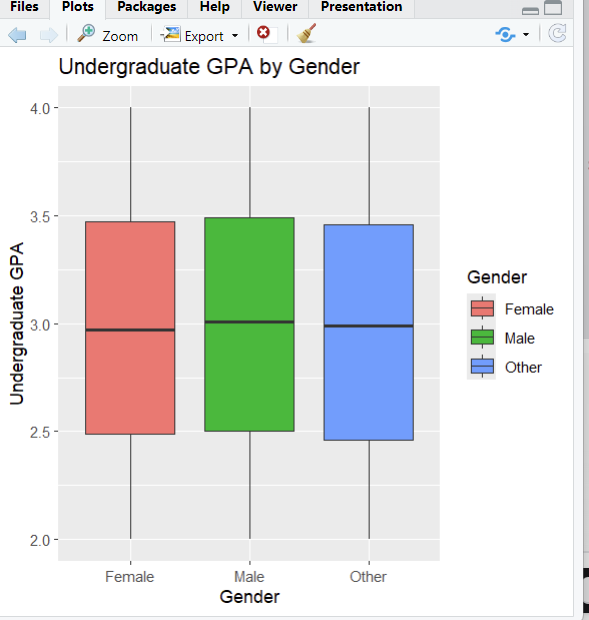 Files Plots Packages Help Viewer Presentation
Zoom Export
Undergraduate GPA by Gender
4.0
3.5
3.0
2.5
2.0
Undergraduate GPA
Female Male Other
Gender
Gender
Female
Male
Other